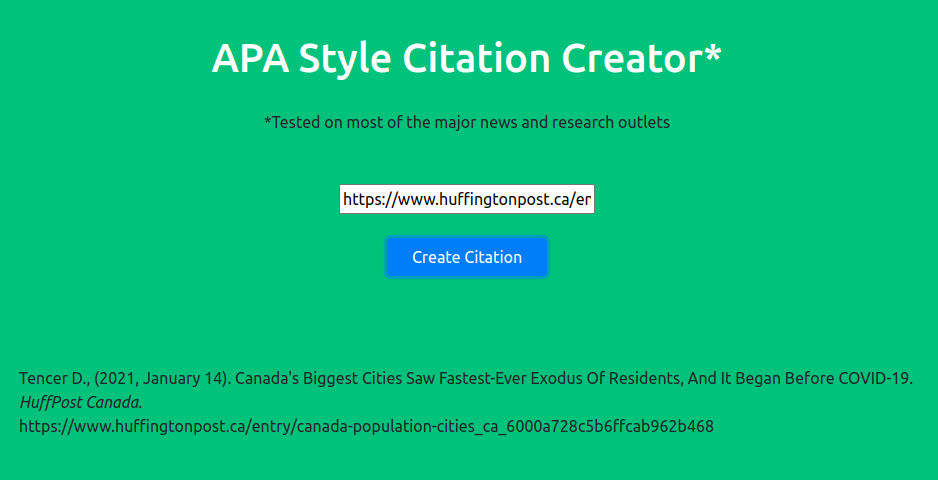 APA Style Citation Creator*
*Tested on most of the major news and research outlets
https://www.huffingtonpost.ca/en
Create Citation
Tencer D., (2021, January 14). Canada's Biggest Cities Saw Fastest-Ever Exodus Of Residents, And It Began Before COVID-19.
HuffPost Canada.
https://www.huffingtonpost.ca/entry/canada-population-cities_ca_6000a728c5b6ffcab962b468